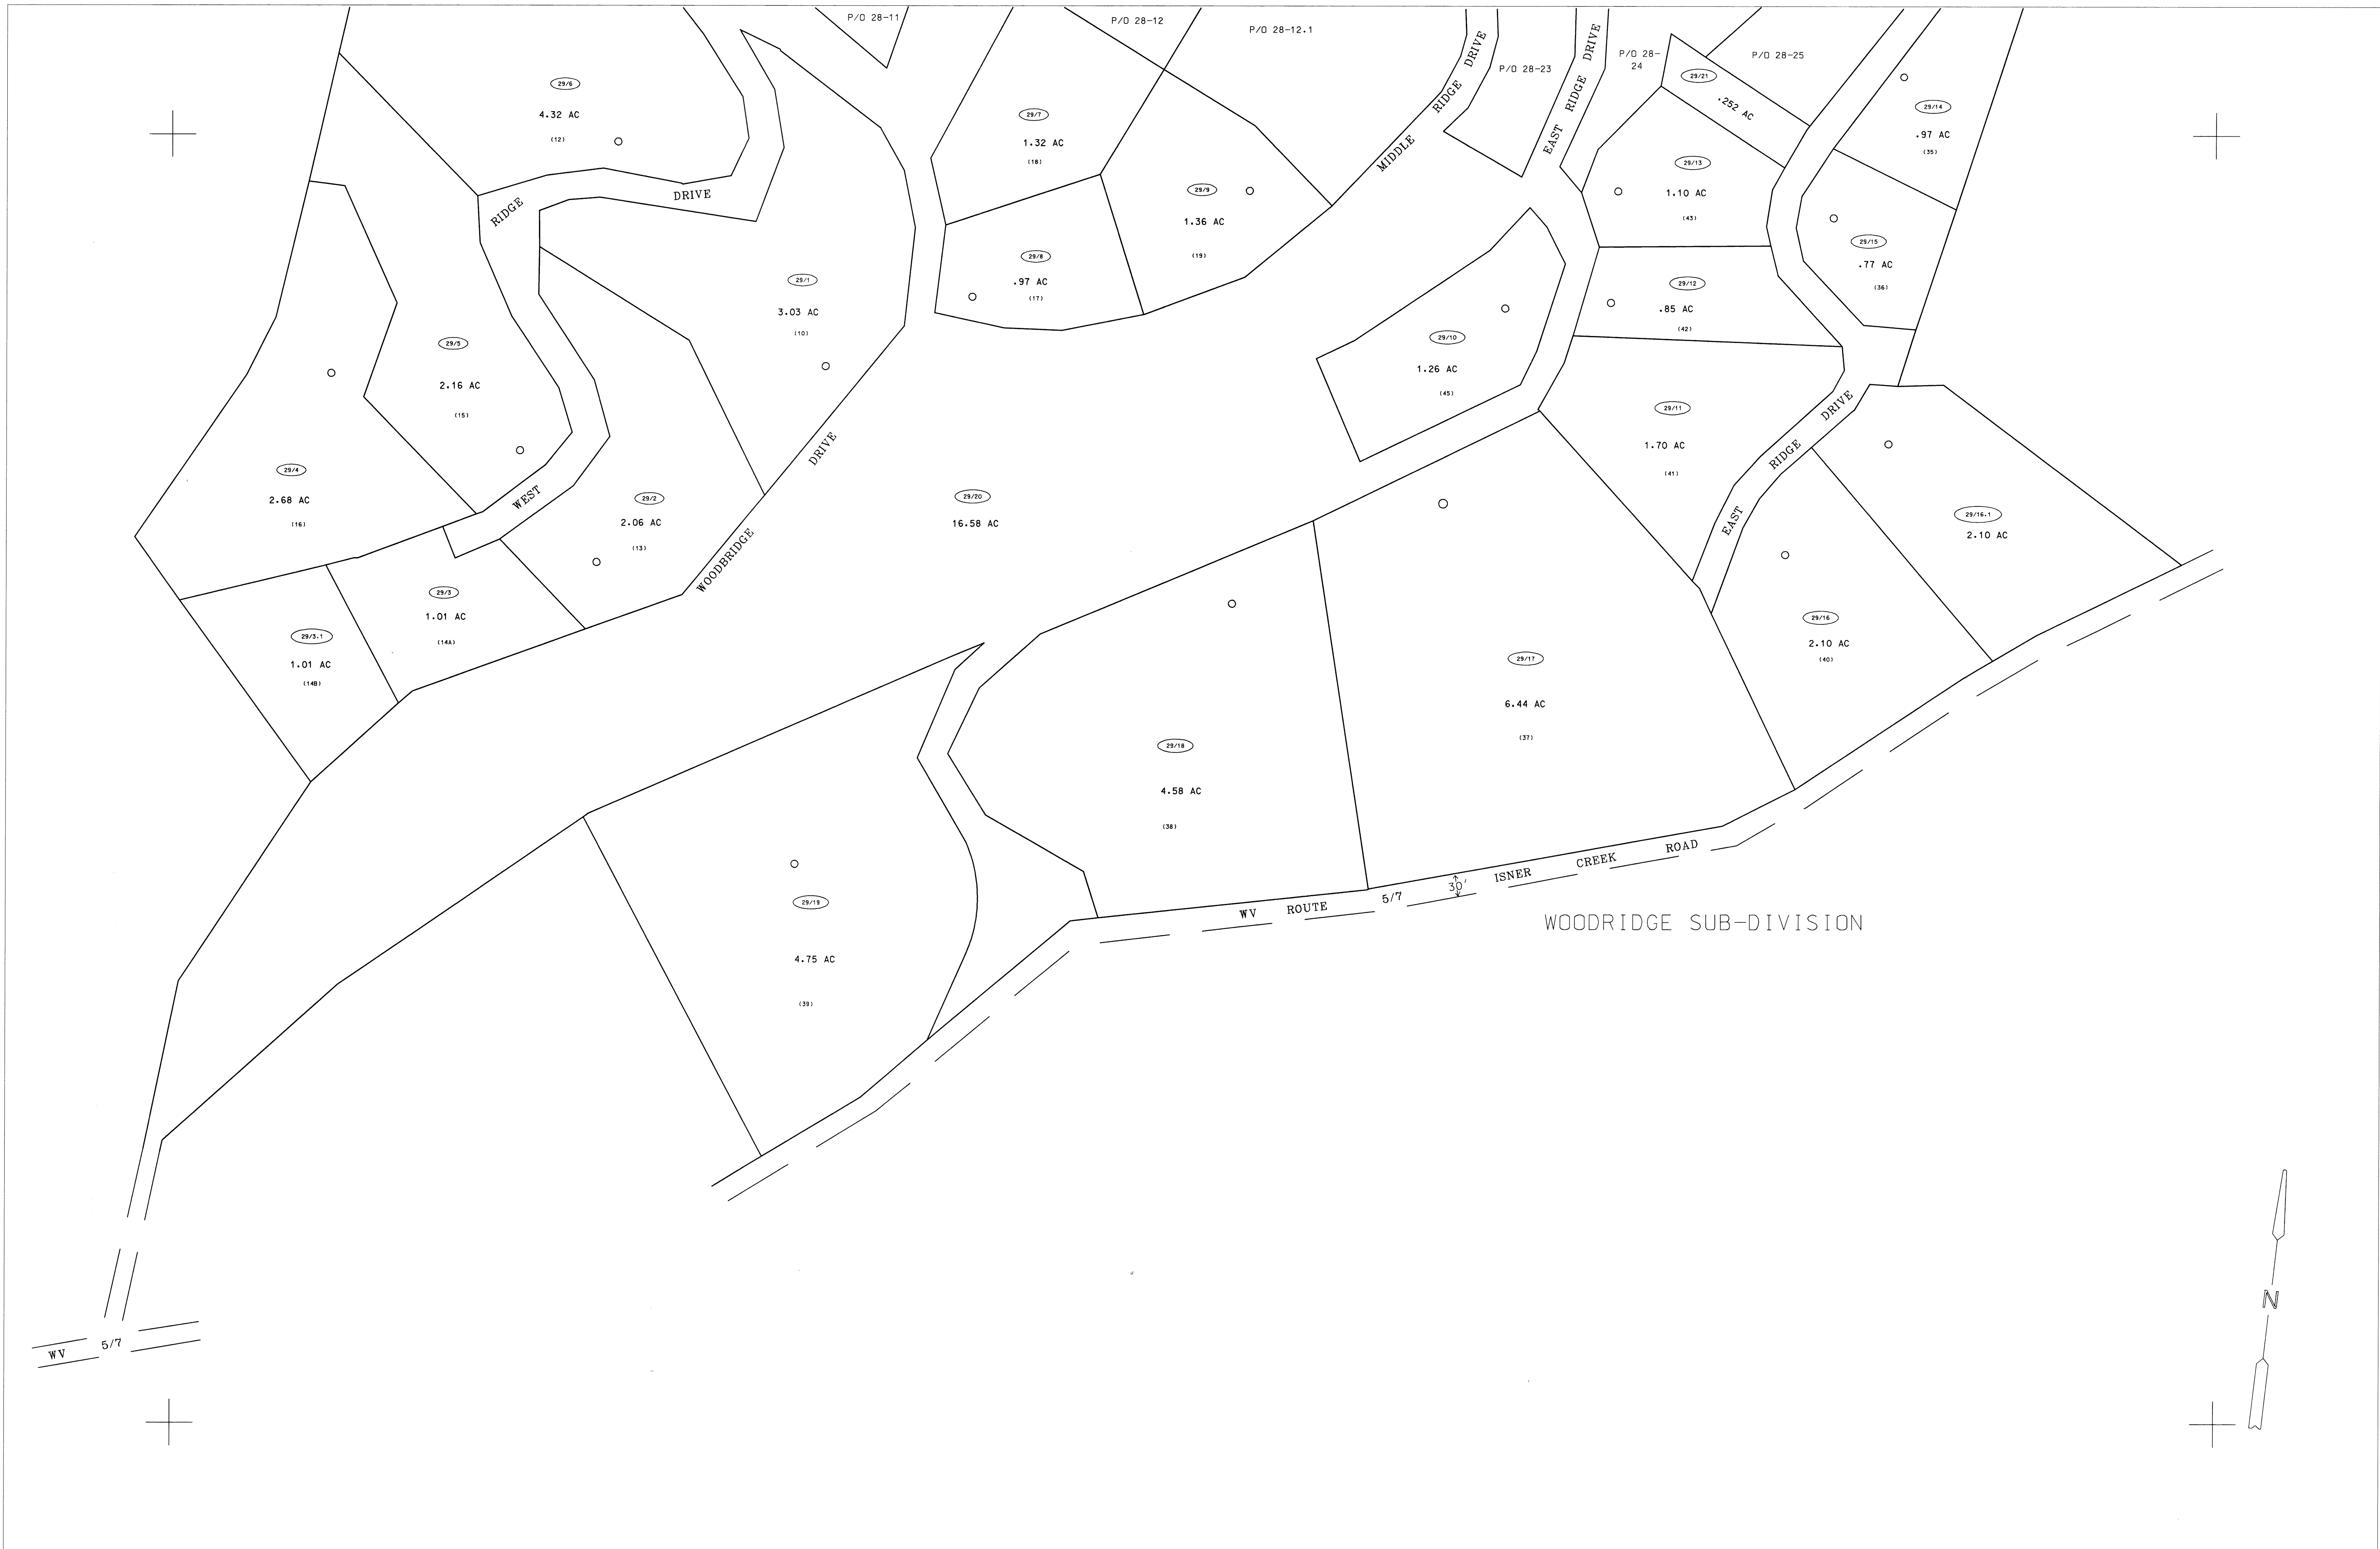 P/O 28-11
P/O 28-12
P/O 28-12.1
MIDDLE RIDGE DRIVE
P/O 28-23
EAST RIDGE DRIVE
P/O 28-
24
P/O 28-25
29/21
.252 AC
29/6
4.32 AC
(12)
29/7
1.32 AC
(18)
29/14
.97 AC
(35)
29/13
1.10 AC
(43)
29/9
1.36 AC
(19)
RIDGE DRIVE
WEST
29/1
3.03 AC
(10)
29/8
.97 AC
(17)
29/15
.77 AC
(36)
29/12
.85 AC
(42)
29/5
2.16 AC
(15)
29/10
1.26 AC
(45)
29/11
1.70 AC
(41)
EAST RIDGE DRIVE
29/4
2.68 AC
(16)
29/2
2.06 AC
(13)
WOODBRIDGE DRIVE
29/20
16.58 AC
29/16.1
2.10 AC
29/3
1.01 AC
(14A)
29/3.1
1.01 AC
(14B)
29/16
2.10 AC
(40)
29/17
6.44 AC
(37)
29/18
4.58 AC
(38)
29/19
4.75 AC
(39)
WV ROUTE 5/7 30' ISNER CREEK ROAD
WOODRIDGE SUB-DIVISION
N
WV 5/7